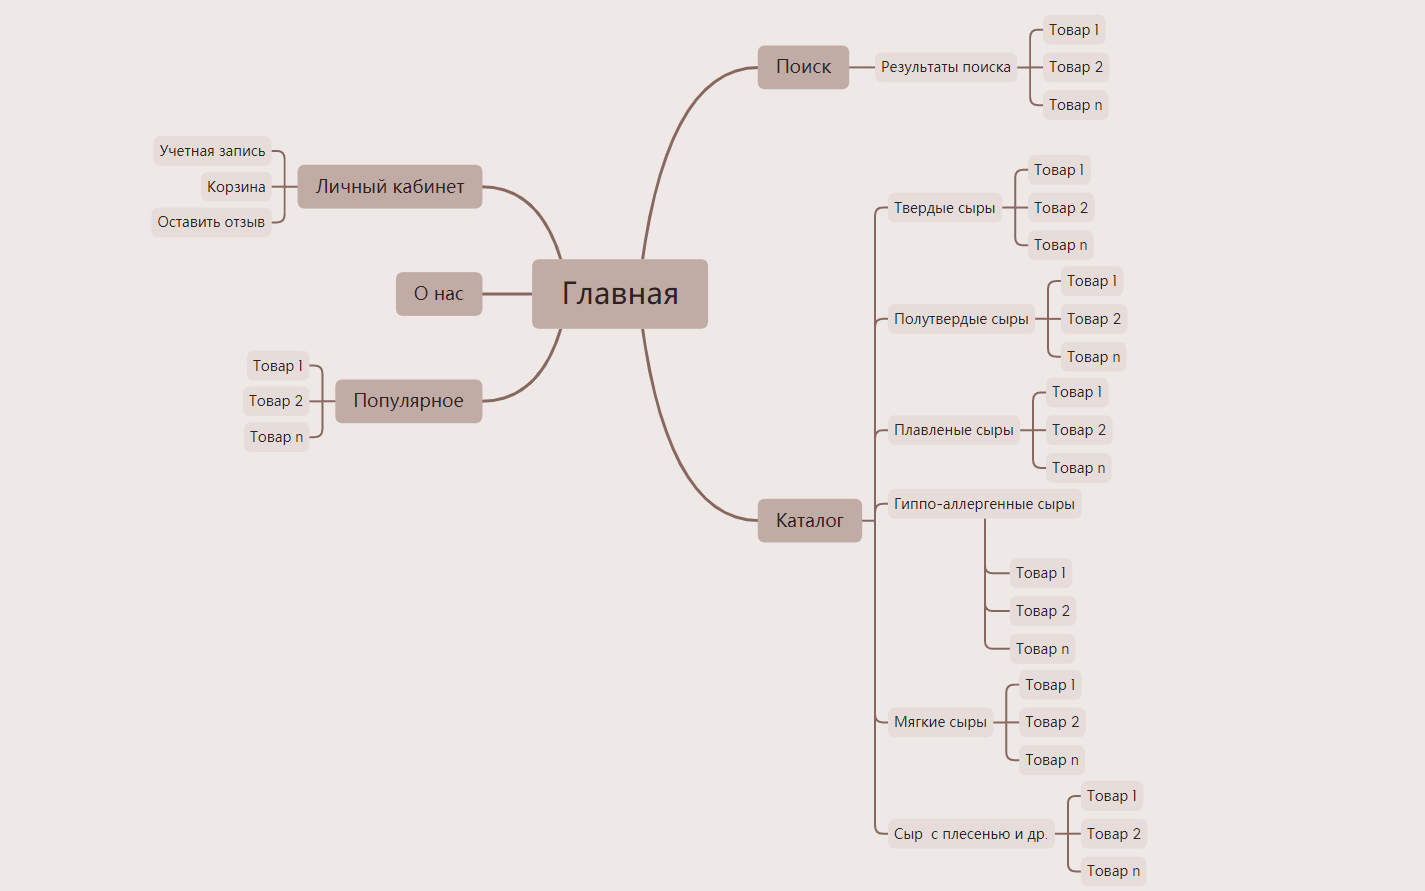 Главная
Поиск
Результаты поиска
Товар 1
Товар 2
Товар n
Личный кабинет
Учетная запись
Корзина
Оставить отзыв
О нас
Популярное
Товар 1
Товар 2
Товар n
Каталог
Твердые сыры
Товар 1
Товар 2
Товар n
Полутвердые сыры
Товар 1
Товар 2
Товар n
Плавленые сыры
Товар 1
Товар 2
Товар n
Гиппо-аллергенные сыры
Товар 1
Товар 2
Товар n
Мягкие сыры
Товар 1
Товар 2
Товар n
Сыр с плесенью и др.
Товар 1
Товар 2
Товар n